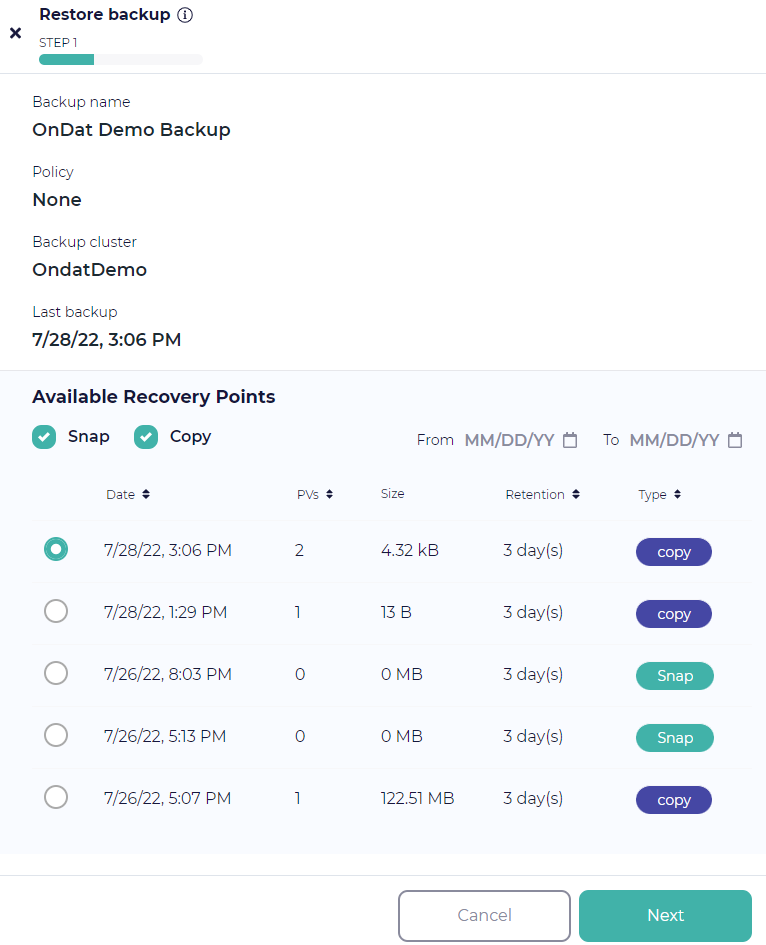 Restore backup
STEP 1
Backup name
OnDat Demo Backup
Policy
None
Backup cluster
OndatDemo
Last backup
7/28/22, 3:06 PM
Available Recovery Points
Snap Copy From MM/DD/YY To MM/DD/YY
Date PVs Size Retention Type
7/28/22, 3:06 PM 2 4.32 kB 3 day(s) copy
7/28/22, 1:29 PM 1 13 B 3 day(s) copy
7/26/22, 8:03 PM 0 0 MB 3 day(s) Snap
7/26/22, 5:13 PM 0 0 MB 3 day(s) Snap
7/26/22, 5:07 PM 1 122.51 MB 3 day(s) copy
Cancel Next